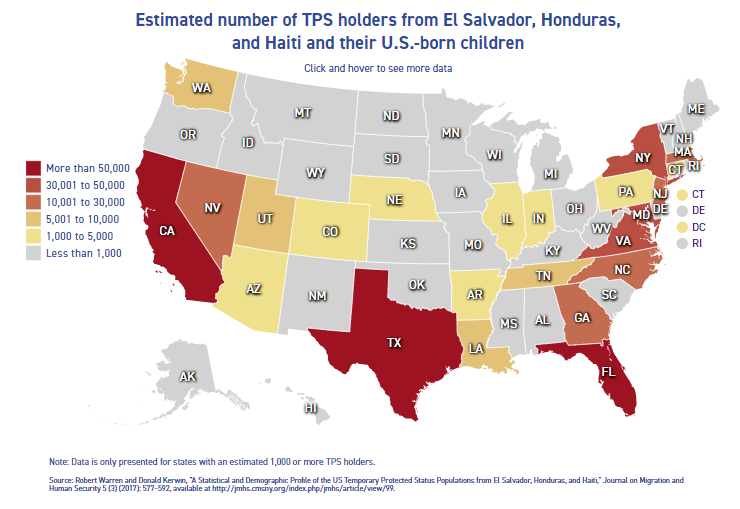 Estimated number of TPS holders from El Salvador, Honduras,
and Haiti and their U.S.-born children
Click and hover to see more data
WA
MT
ND
ME
OR
ID
MN
VT
NH
WI
NY
MA
SD
WY
MI
CT
RI
More than 50,000
30,001 to 50,000
10,001 to 30,000
5,001 to 10,000
1,000 to 5,000
Less than 1,000
NE
IA
PA
NJ
CT
NV
UT
IL
IN
OH
MD
DE
DE
CA
CO
WV
DC
KS
MO
KY
VA
RI
AZ
NM
OK
AR
TN
NC
SC
MS
AL
GA
TX
LA
FL
AK
HI
Note: Data is only presented for states with an estimated 1,000 or more TPS holders.
Source: Robert Warren and Donald Kerwin, "A Statistical and Demographic Profile of the US Temporary Protected Status Populations from El Salvador, Honduras, and Haiti," Journal on Migration and
Human Security 5 (3) (2017): 577–592, available at http://jmhs.cmsny.org/index.php/jmhs/article/view/99.